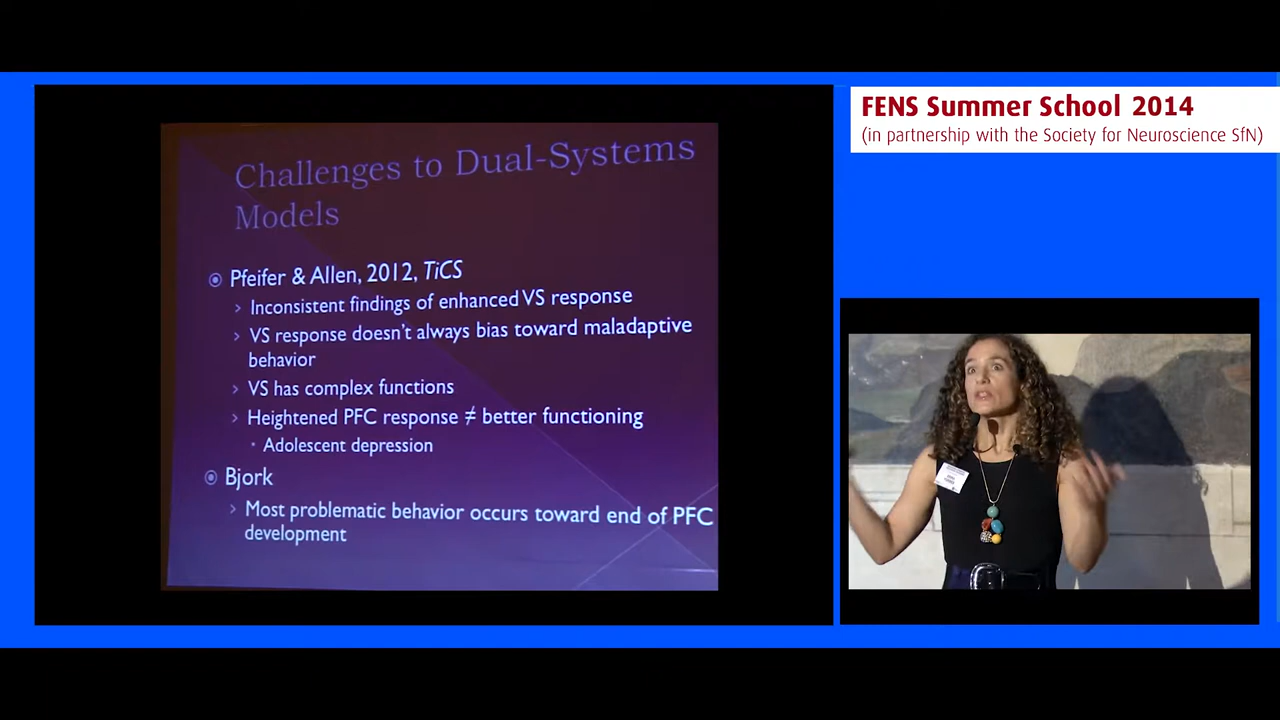 FENS Summer School 2014
(in partnership with the Society for Neuroscience SfN)
Challenges to Dual-Systems
Models
Pfeifer & Allen, 2012, TiCS
Inconsistent findings of enhanced VS response
VS response doesn't always bias toward maladaptive
behavior
VS has complex functions
Heightened PFC response ≠ better functioning
Adolescent depression
Bjork
Most problematic behavior occurs toward end of PFC
development